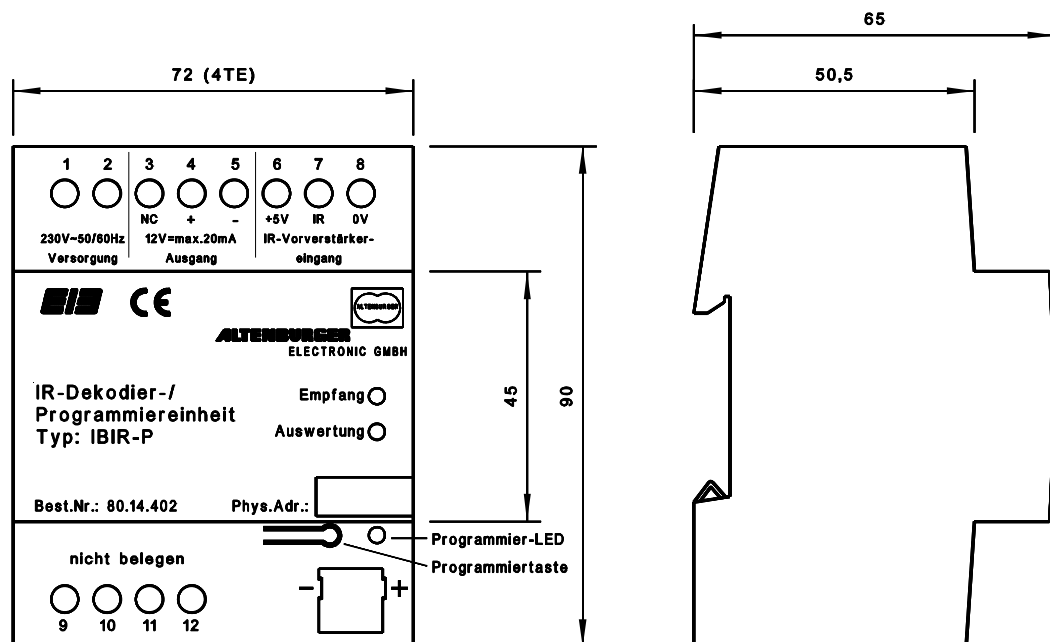 65
72 (4TE)
50,5
1 2 3 4 5 6 7 8
NC + - +5V IR 0V
230V~50/60Hz 12V=max.20mA IR-Vorverstärker-
Versorgung Ausgang eingang
EIB CE
ALTENBURGER
ALTENBURGER
ELECTRONIC GMBH
IR-Dekodier-/
Programmiereinheit
Typ: IBIR-P
Empfang
Auswertung
45
90
Best.Nr.: 80.14.402 Phys.Adr.:
Programmier-LED
Programmiertaste
nicht belegen
- +
9 10 11 12